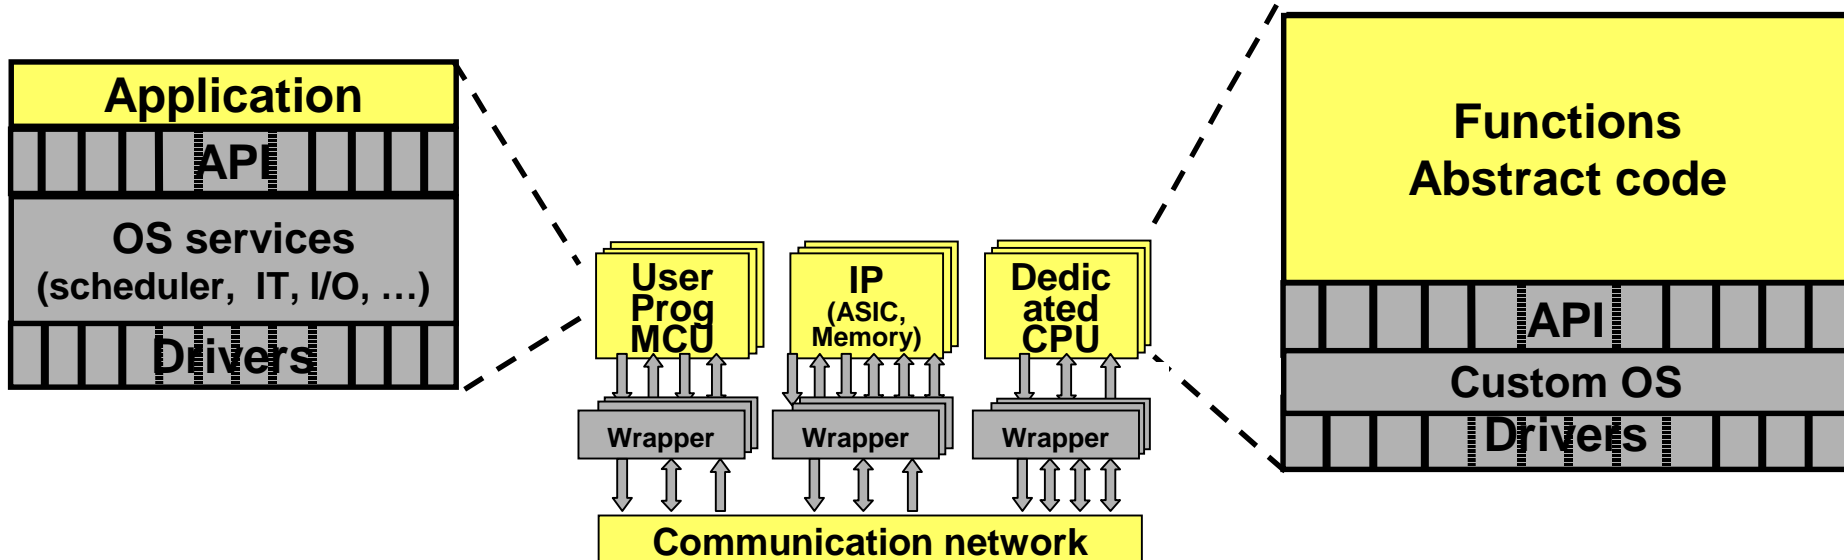 Application
API
OS services
(scheduler, IT, I/O, …)
Drivers
User
Prog
MCU
IP
(ASIC,
Memory)
Dedic
ated
CPU
Wrapper
Wrapper
Wrapper
Communication network
Functions
Abstract code
API
Custom OS
Drivers